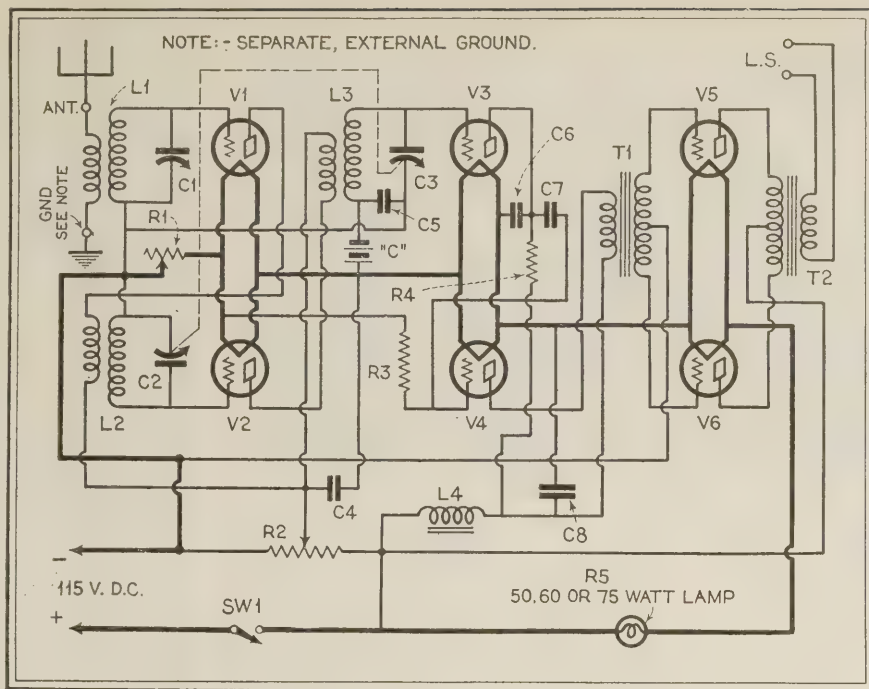 NOTE:- SEPARATE, EXTERNAL GROUND.
L.S.
L1
V1
L3
V3
V5
ANT.
C6
T1
C1
C3
C7
GND
SEE NOTE
R1
C5
"C"
R4
T2
C2
R3
L2
V2
V4
V6
C4
L4
C8
R2
−
115 V. D.C.
+
SW1
R5
50,60 OR 75 WATT LAMP